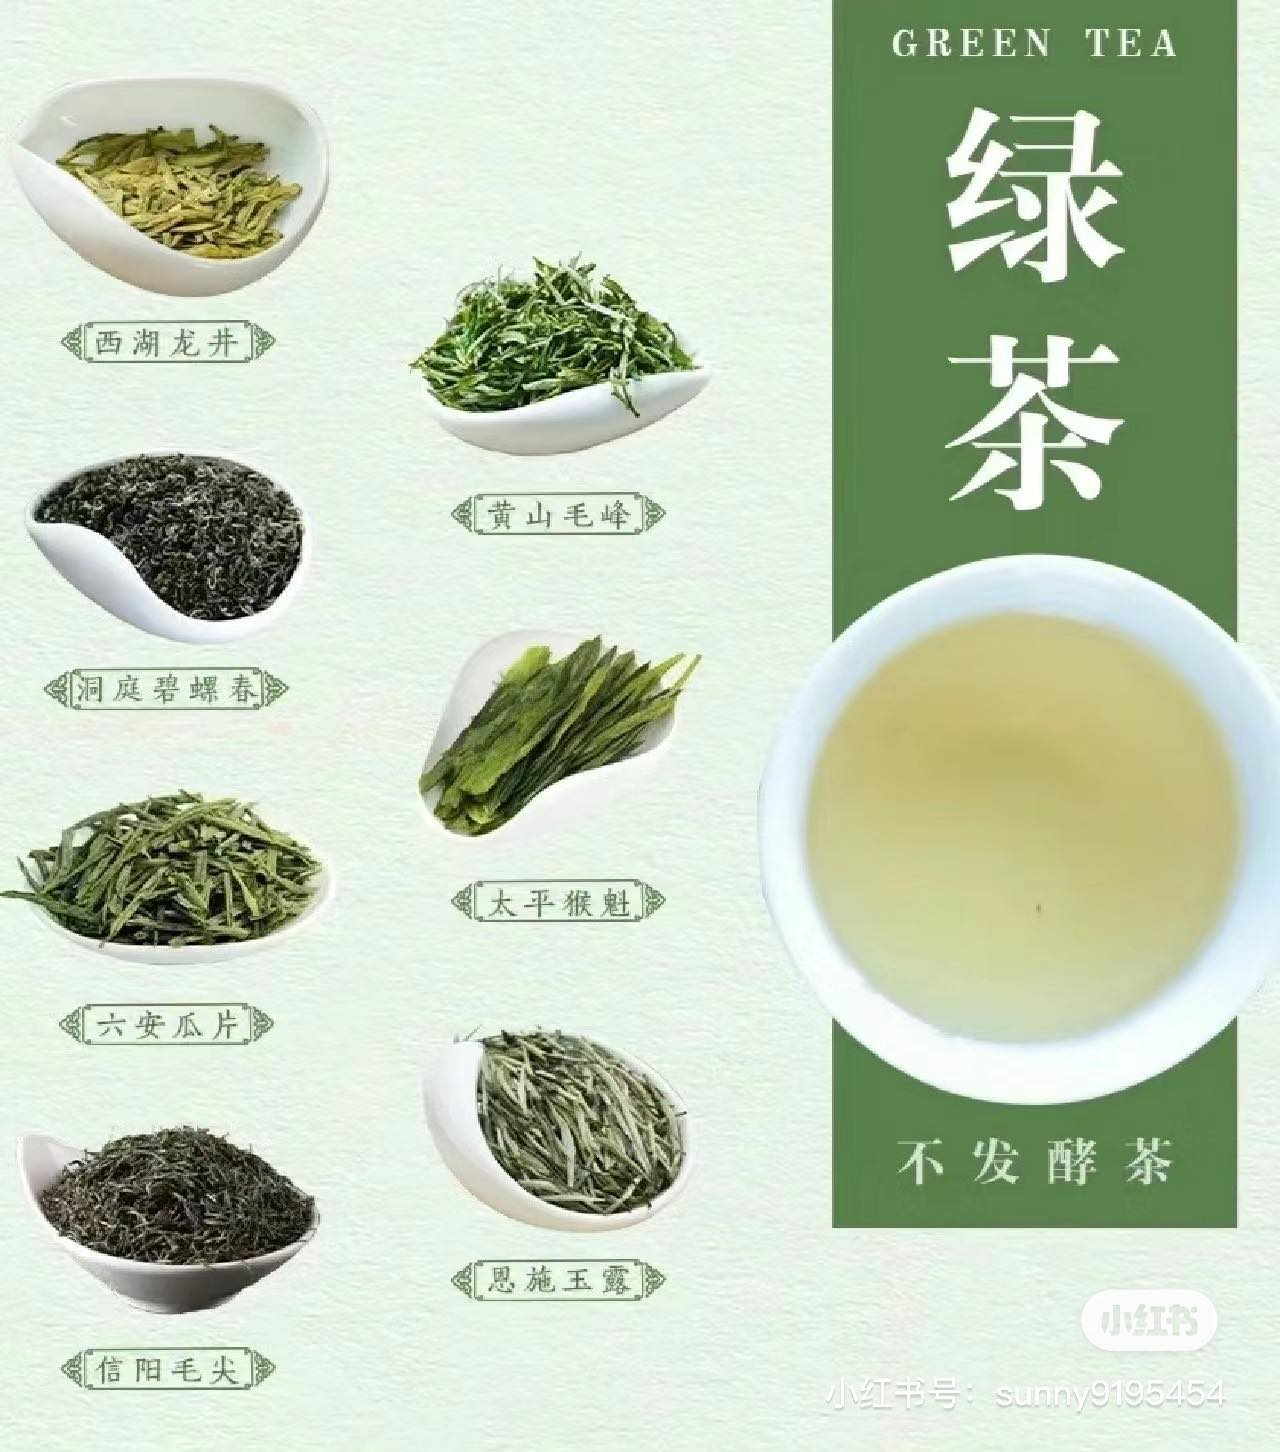 GREEN TEA
绿茶
西湖龙井
黄山毛峰
洞庭碧螺春
太平猴魁
六安瓜片
恩施玉露
信阳毛尖
不发酵茶
小红书
小红书号：sunny9195454